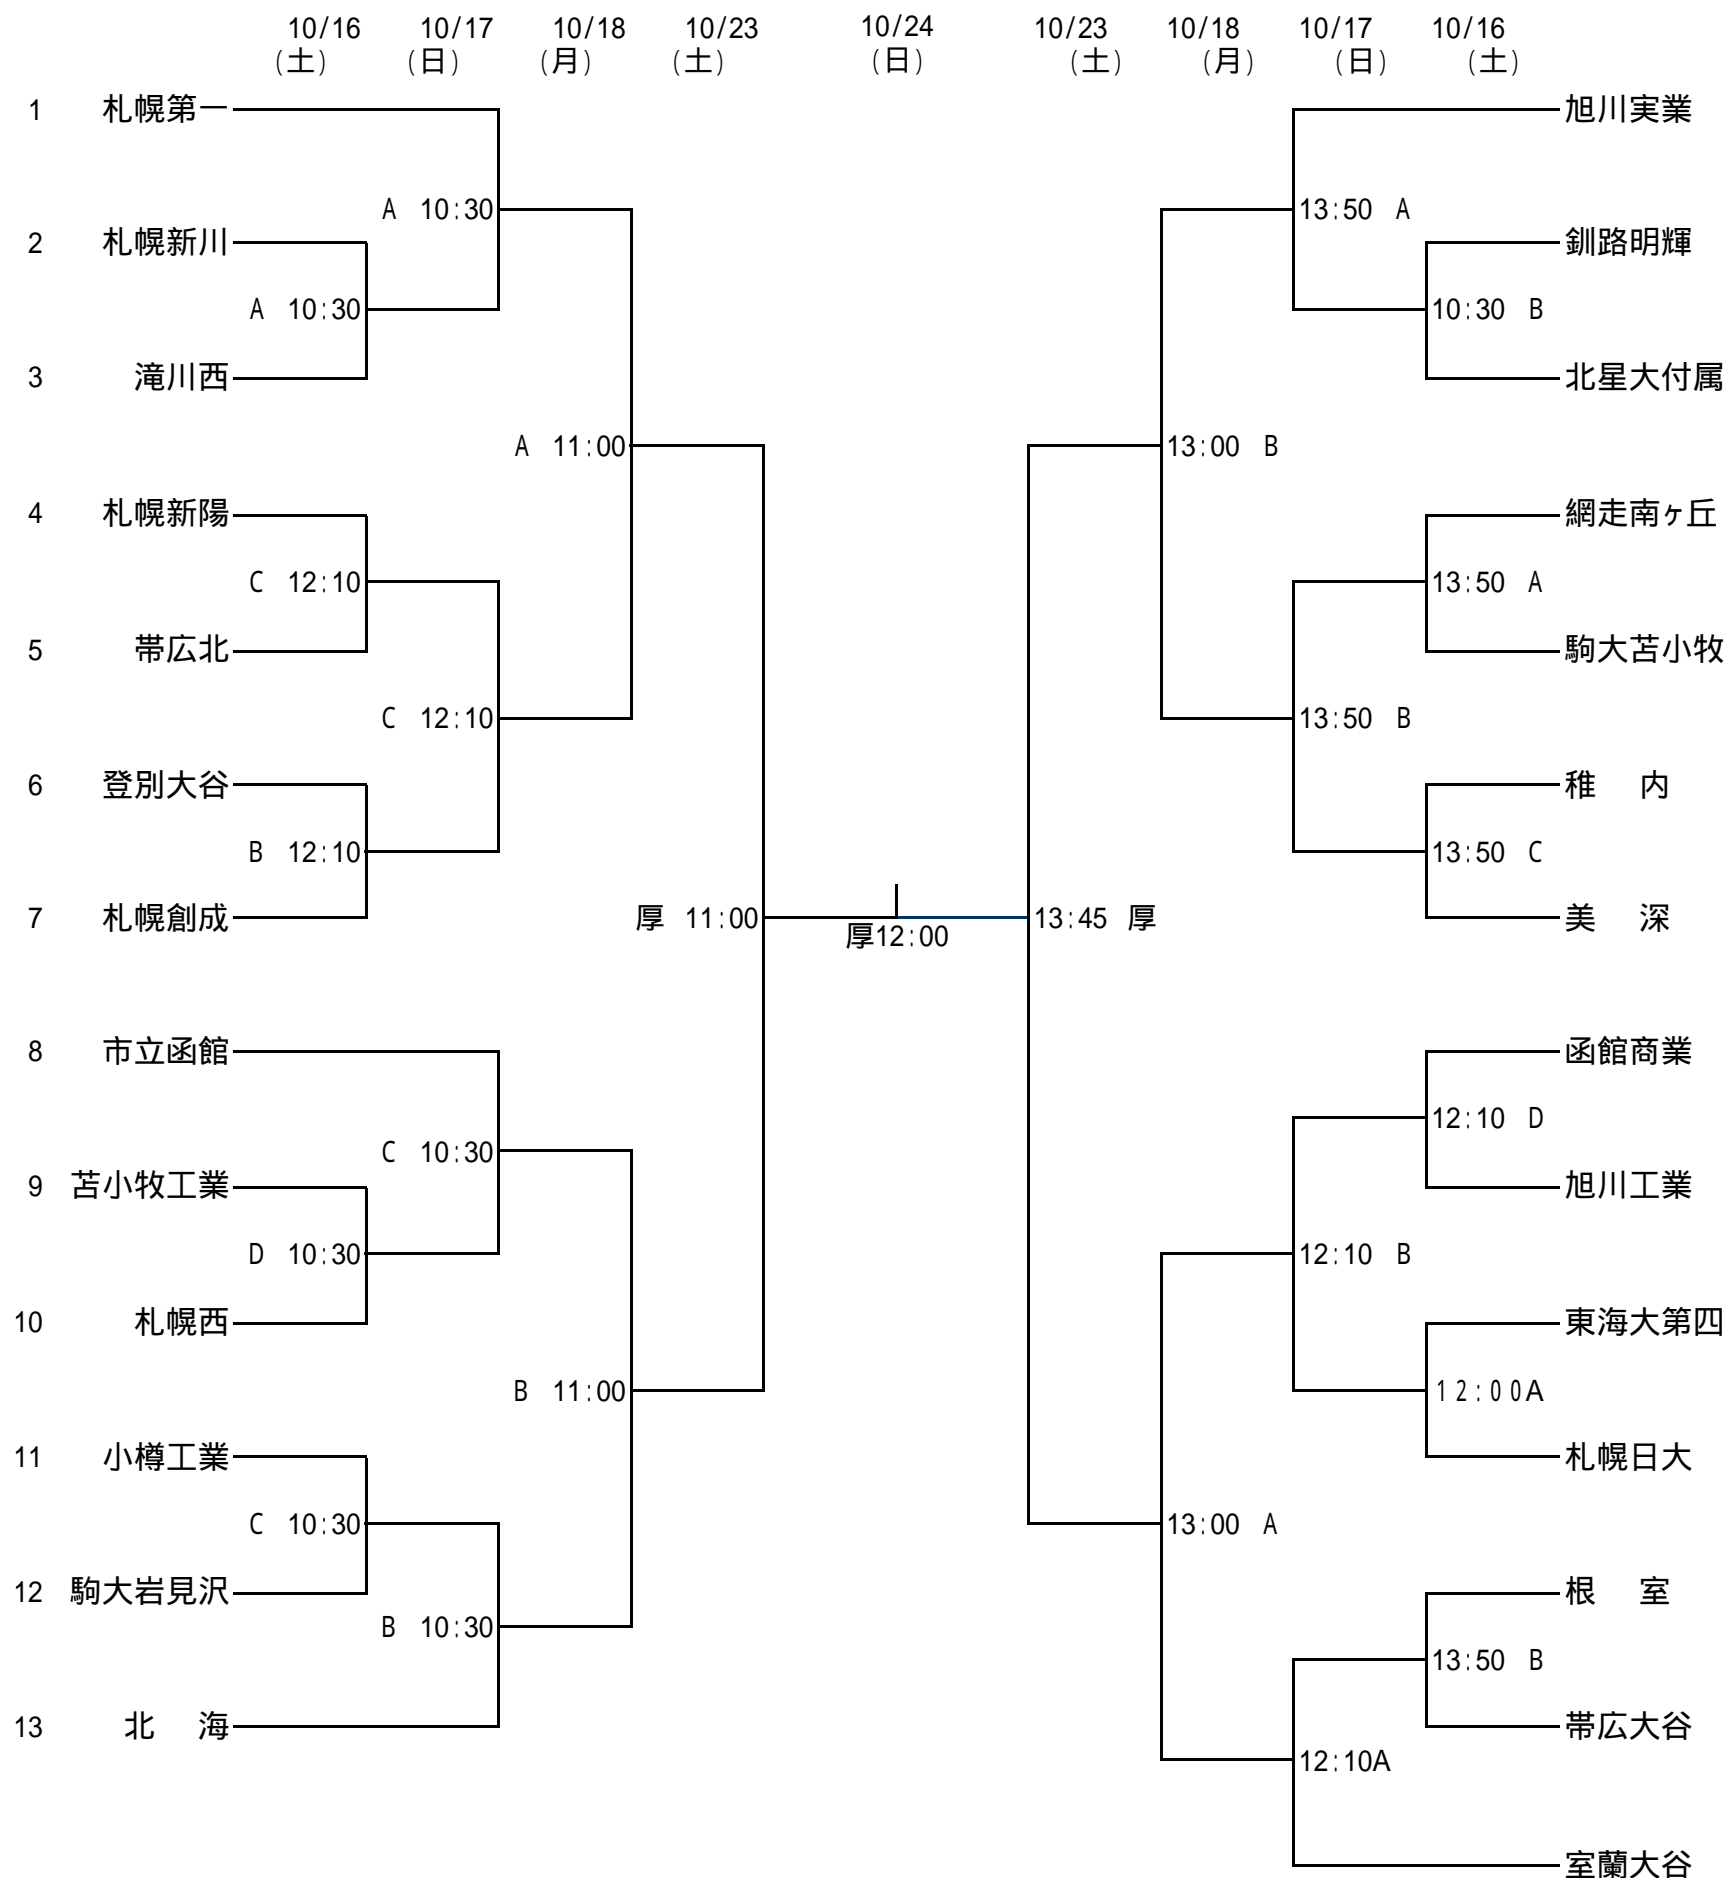 10/16 10/17 10/18 10/23 10/24 10/23 10/18 10/17 10/16
(土) (日) (月) (土) (日) (土) (月) (日) (土)
1 札幌第一 旭川実業
A 10:30 13:50 A
2 札幌新川 釧路明輝
A 10:30 10:30 B
3 滝川西 北星大付属
A 11:00 13:00 B
4 札幌新陽 網走南ヶ丘
C 12:10 13:50 A
5 帯広北 駒大苫小牧
C 12:10 13:50 B
6 登別大谷 稚 内
B 12:10 13:50 C
7 札幌創成 厚 11:00 13:45 厚 美 深
厚12:00
8 市立函館 函館商業
12:10 D
C 10:30
9 苫小牧工業 旭川工業
D 10:30 12:10 B
10 札幌西 東海大第四
B 11:00 12:00A
11 小樽工業 札幌日大
C 10:30 13:00 A
12 駒大岩見沢 根 室
B 10:30
13:50 B
13 北 海 帯広大谷
12:10A
室蘭大谷